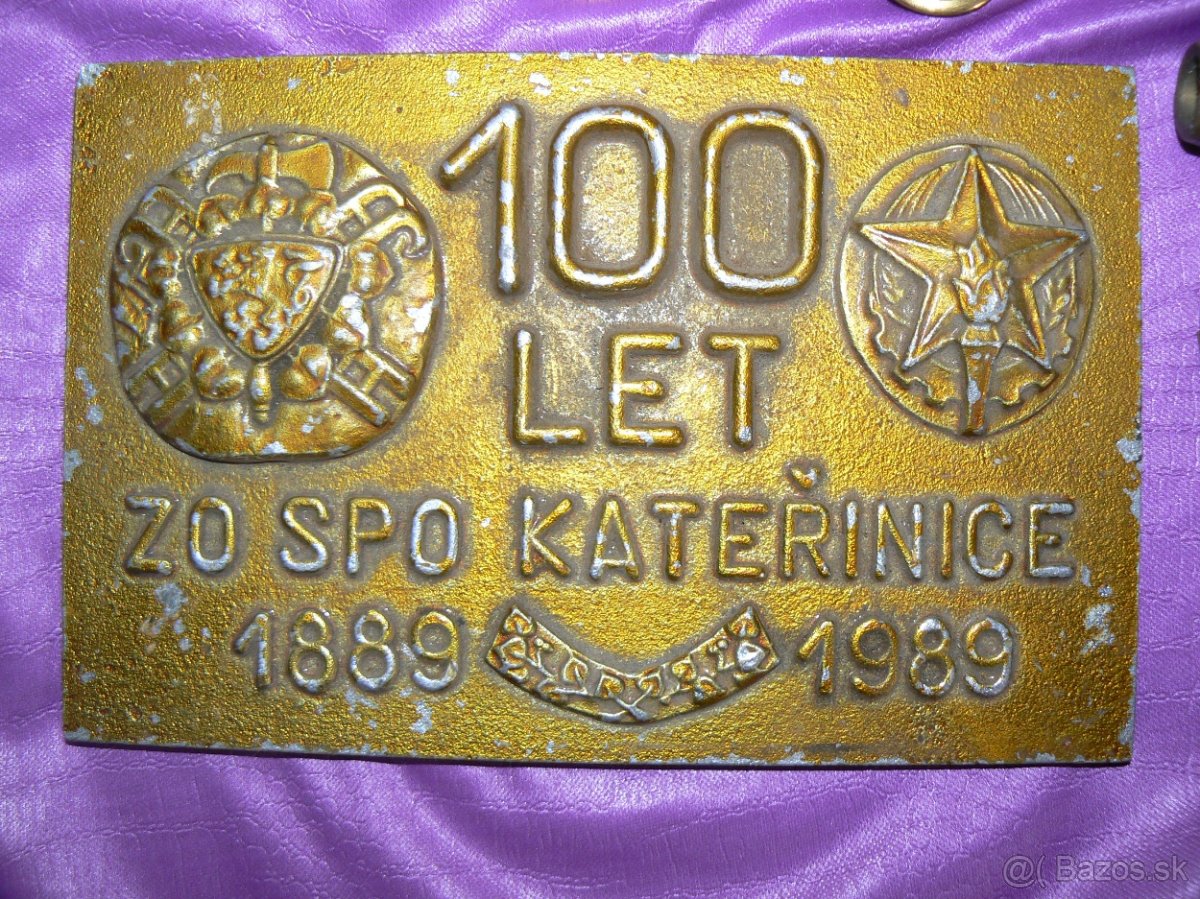 100
LET
ZO SPO KATEŘINICE
1889 1989
@( Bazos.sk